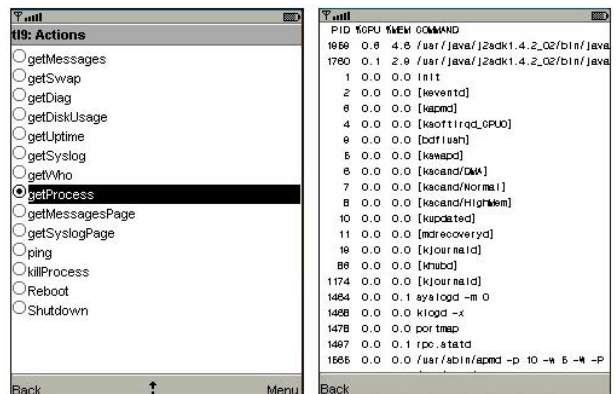 tl9: Actions
getMessages
getSwap
getDiag
getDiskUsage
getUptime
getSyslog
getWho
getProcess
getMessagesPage
getSyslogPage
ping
killProcess
Reboot
Shutdown
Back Menu
PID %CPU %MEM COMMAND
0.6 4.6 /usr/java/j2sdk1.4.2_02/bin/java
1760 0.1 2.9 /usr/java/j2sdk1.4.2_02/bin/java
1 0.0 0.0 init
2 0.0 0.0 [keventd]
0.0 0.0 [kapmd]
4 0.0 0.0 [ksoftirqd_CPU0]
0.0 0.0 [bdflush]
5 0.0 0.0 [kswapd]
6 0.0 0.0 [kscand/DMA]
7 0.0 0.0 [kscand/Normal]
8 0.0 0.0 [kscand/HighMem]
10 0.0 0.0 [kupdated]
11 0.0 0.0 [mdrecoveryd]
19 0.0 0.0 [kjournald]
0.0 0.0 [khubd]
1174 0.0 0.0 [kjournald]
1464 0.0 0.1 syslogd -m 0
1468 0.0 0.0 klogd -x
1478 0.0 0.0 portmap
1497 0.0 0.1 rpc.statd
0.0 0.0 /usr/sbin/apmd -p 10 -w 5 -W -P
Back